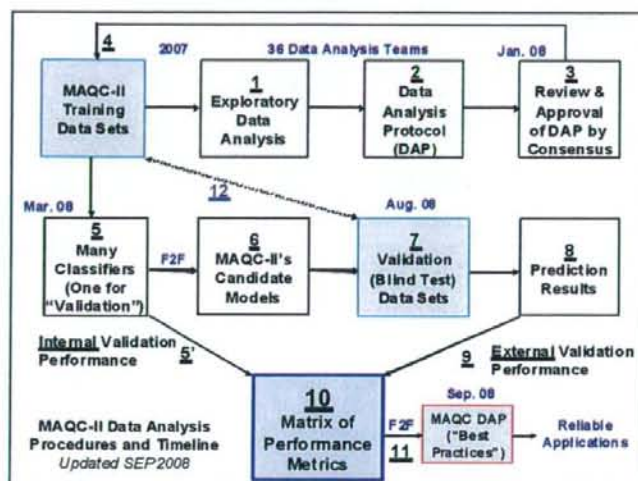 4
2007
36 Data Analysis Teams
Jan. 08
MAQC-II
Training
Data Sets
1
Exploratory
Data
Analysis
2
Data
Analysis
Protocol
(DAP)
3
Review &
Approval
of DAP by
Consensus
12
Mar. 08
Aug. 08
5
Many
Classifiers
(One for
“Validation”)
F2F
6
MAQC-II's
Candidate
Models
7
Validation
(Blind Test)
Data Sets
8
Prediction
Results
Internal Validation
Performance
5'
9
External Validation
Performance
10
Matrix of
Performance
Metrics
Sep. 08
F2F
11
MAQC DAP
("Best
Practices")
Reliable
Applications
MAQC-II Data Analysis
Procedures and Timeline
Updated SEP2008